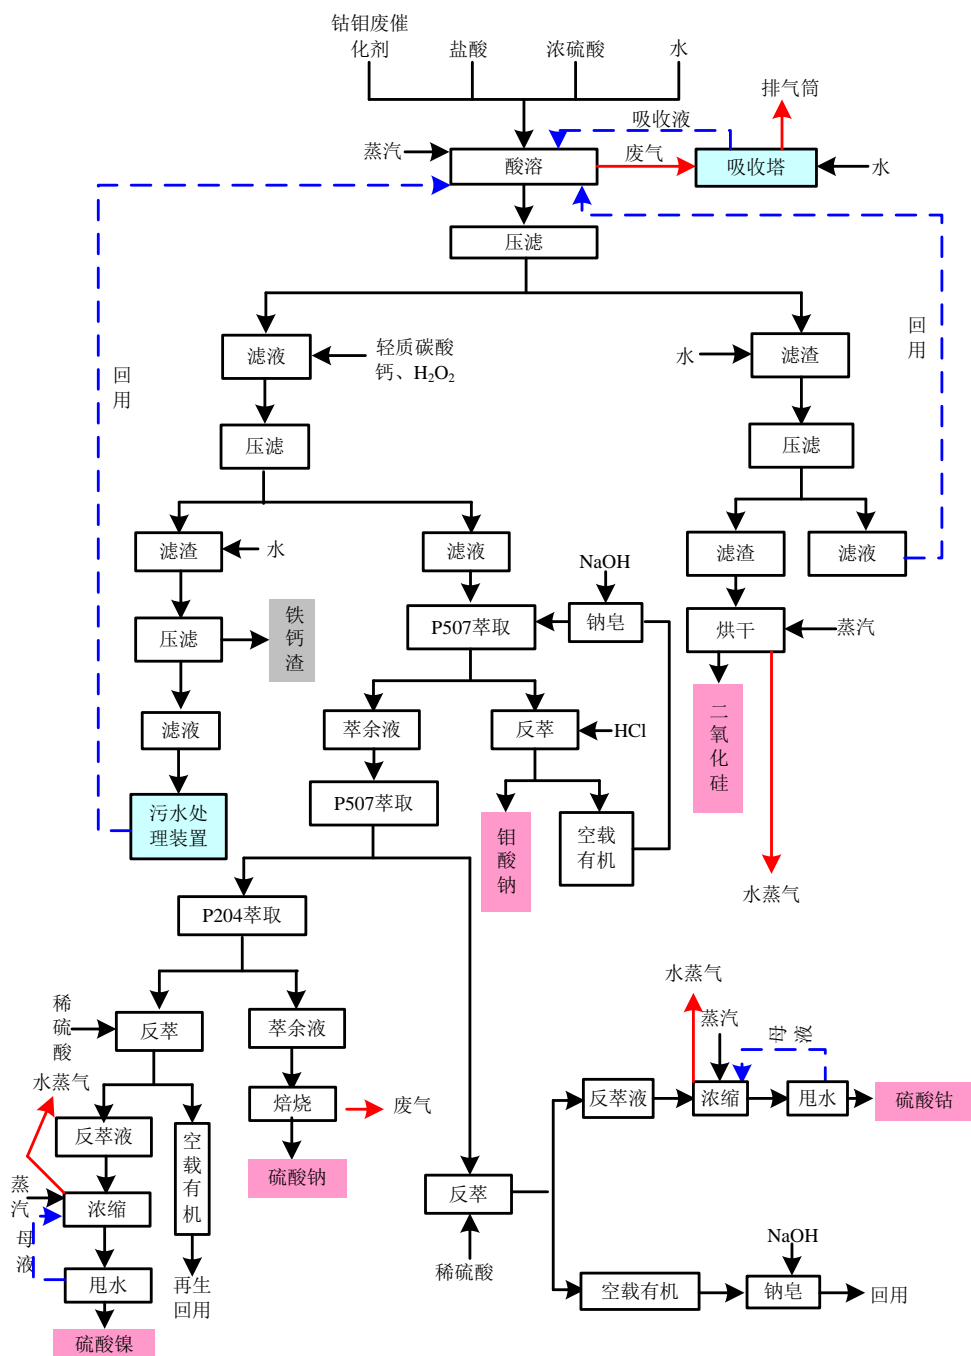 钴钼废催
化剂
盐酸
浓硫酸
水
排气筒
吸收液
蒸汽
酸溶
废气
吸收塔
水
压滤
回
用
滤液
轻质碳酸
钙、H₂O₂
水
滤渣
回
用
压滤
压滤
滤渣
水
滤液
滤渣
滤液
NaOH
铁
钙
渣
压滤
P507萃取
钠皂
烘干
蒸汽
滤液
萃余液
反萃
HCl
二
氧
化
硅
污水处
理装置
P507萃取
钼
酸
钠
空载
有机
水蒸气
P204萃取
稀
硫
酸
反萃
萃余液
水蒸气
蒸汽
母
液
水蒸气
焙烧
废气
反萃液
浓缩
甩水
硫酸钴
反萃液
空
载
有
机
硫酸钠
蒸
汽
浓缩
反萃
母
液
甩水
再生
回用
稀硫酸
NaOH
空载有机
钠皂
回用
硫酸镍